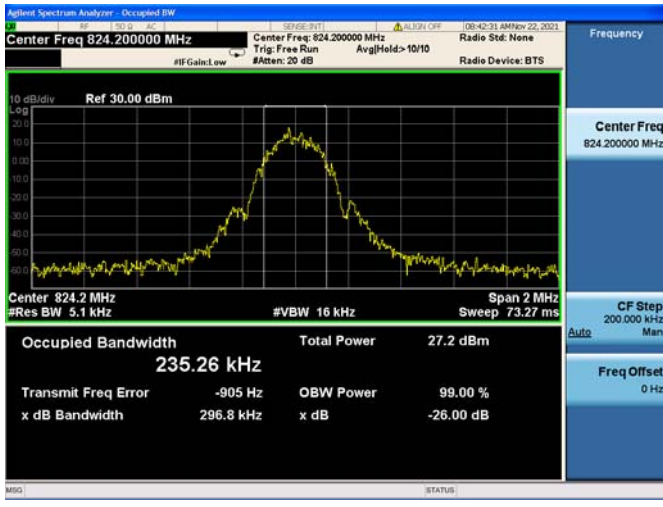 Agilent Spectrum Analyzer - Occupied BW
RF 50 Ω AC SENSE:INT ALIGN OFF 08:42:31 AM Nov 22, 2021
Center Freq 824.200000 MHz Center Freq: 824.200000 MHz Radio Std: None
Trig: Free Run Avg|Hold:>10/10
#IFGain:Low #Atten: 20 dB Radio Device: BTS
10 dB/div Ref 30.00 dBm
Log
20.0
10.0
0.00
-10.0
-20.0
-30.0
-40.0
-50.0
-60.0
Center 824.2 MHz Span 2 MHz
#Res BW 5.1 kHz #VBW 16 kHz Sweep 73.27 ms
Occupied Bandwidth Total Power 27.2 dBm
235.26 kHz
Transmit Freq Error -905 Hz OBW Power 99.00 %
x dB Bandwidth 296.8 kHz x dB -26.00 dB
MSG STATUS
Frequency
Center Freq
824.200000 MHz
CF Step
200.000 kHz
Auto Man
Freq Offset
0 Hz